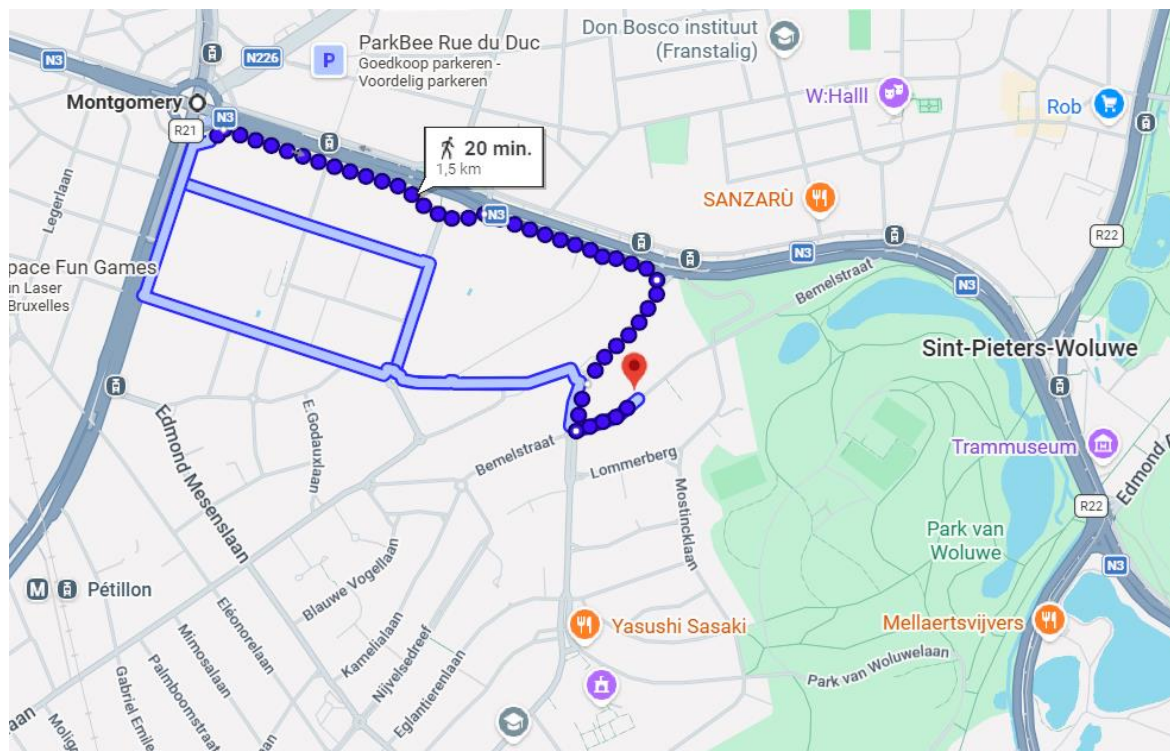 Don Bosco instituut
(Franstalig)
N3
N226
P
ParkBee Rue du Duc
Goedkoop parkeren -
Voordelig parkeren
Montgomery
R21
N3
W:Halll
Rob
20 min.
1,5 km
Legerlaan
SANZARÙ
N3
R22
N3
Bemelstraat
N3
pace Fun Games
un Laser
Bruxelles
Sint-Pieters-Woluwe
Edmond Mesenslaan
E.Godauxlaan
Bemelstraat
Lommerberg
Mostincklaan
Trammuseum
Edmond P
R22
Park van
Woluwe
N3
M
Pétillon
Blauwe Vogellaan
Eléonorelaan
Mimosalaan
Kamelialaan
Nijvelsedreef
Yasushi Sasaki
Mellaertsvijvers
Palmboomstraat
Eglantierenlaan
Park van Woluwelaan
Gabriel Emile
Molig